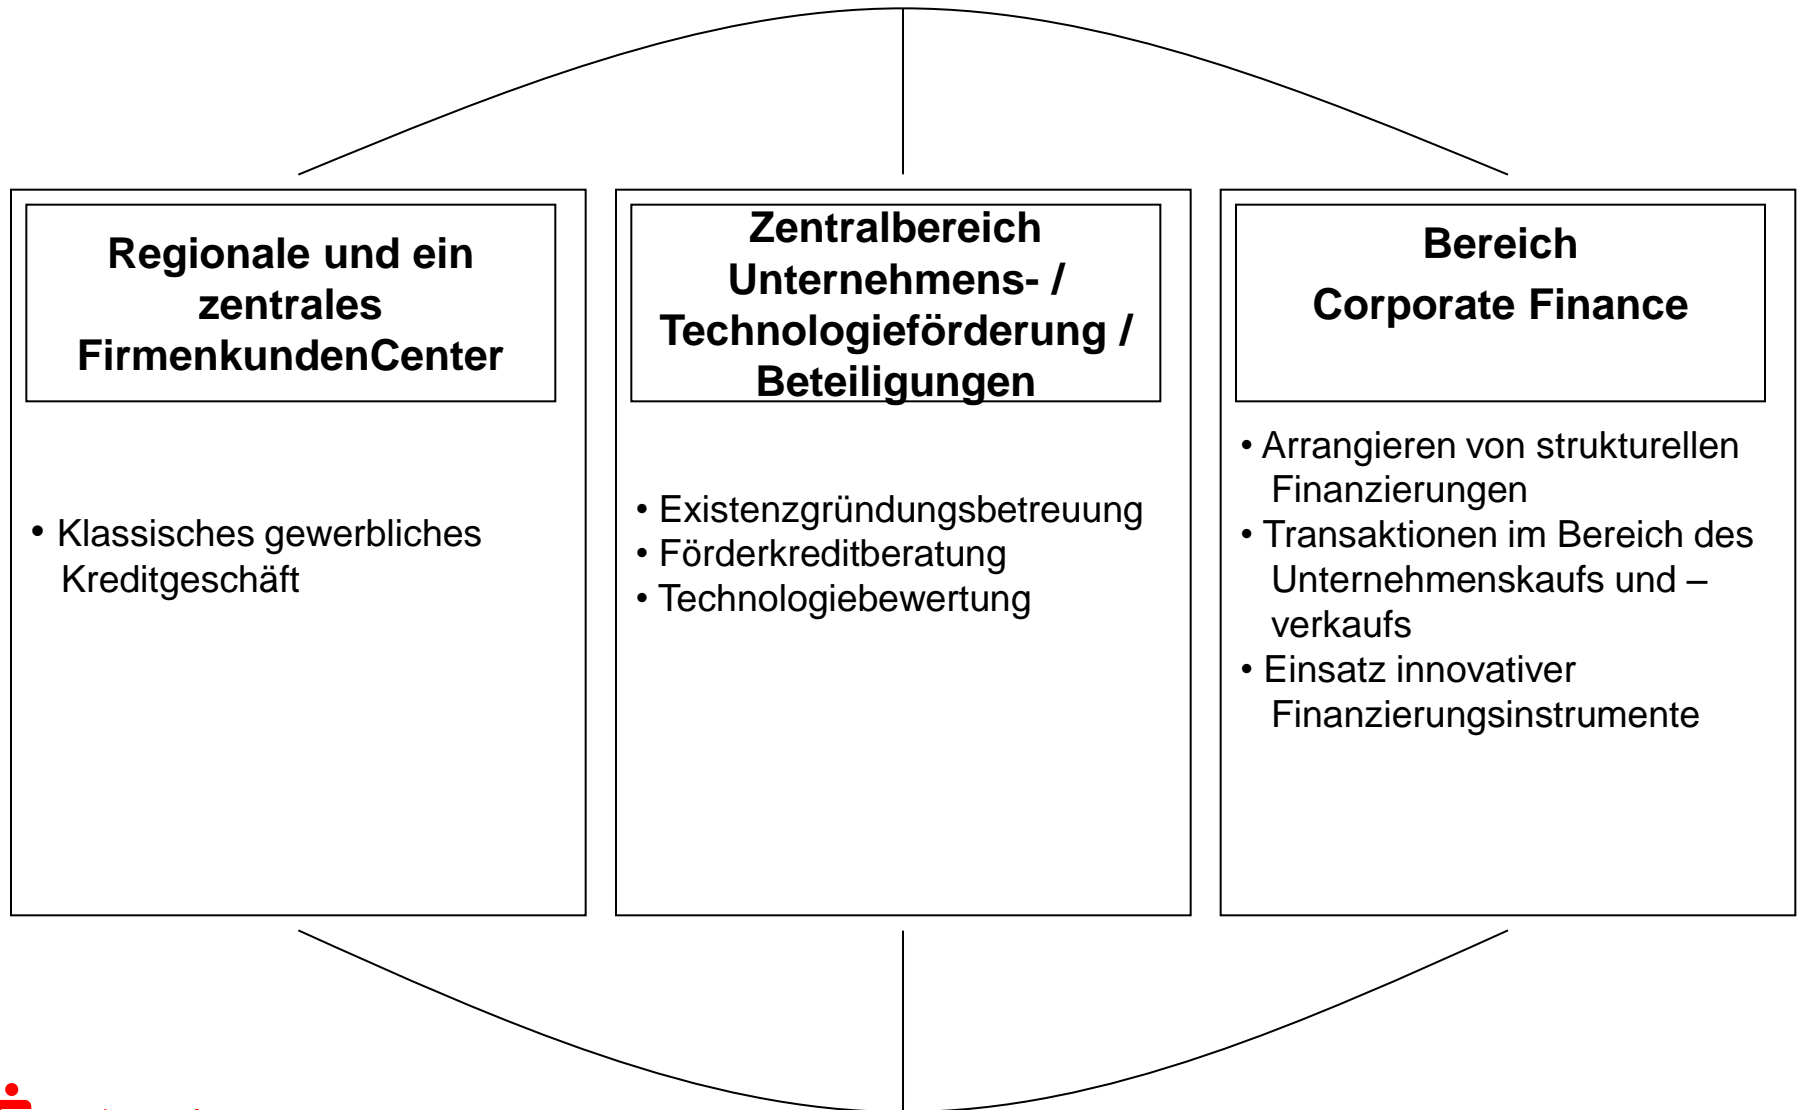 Regionale und ein
zentrales
FirmenkundenCenter
• Klassisches gewerbliches
Kreditgeschäft
Zentralbereich
Unternehmens- /
Technologieförderung /
Beteiligungen
• Existenzgründungsbetreuung
• Förderkreditberatung
• Technologiebewertung
Bereich
Corporate Finance
• Arrangieren von strukturellen
Finanzierungen
• Transaktionen im Bereich des
Unternehmenskaufs und –
verkaufs
• Einsatz innovativer
Finanzierungsinstrumente